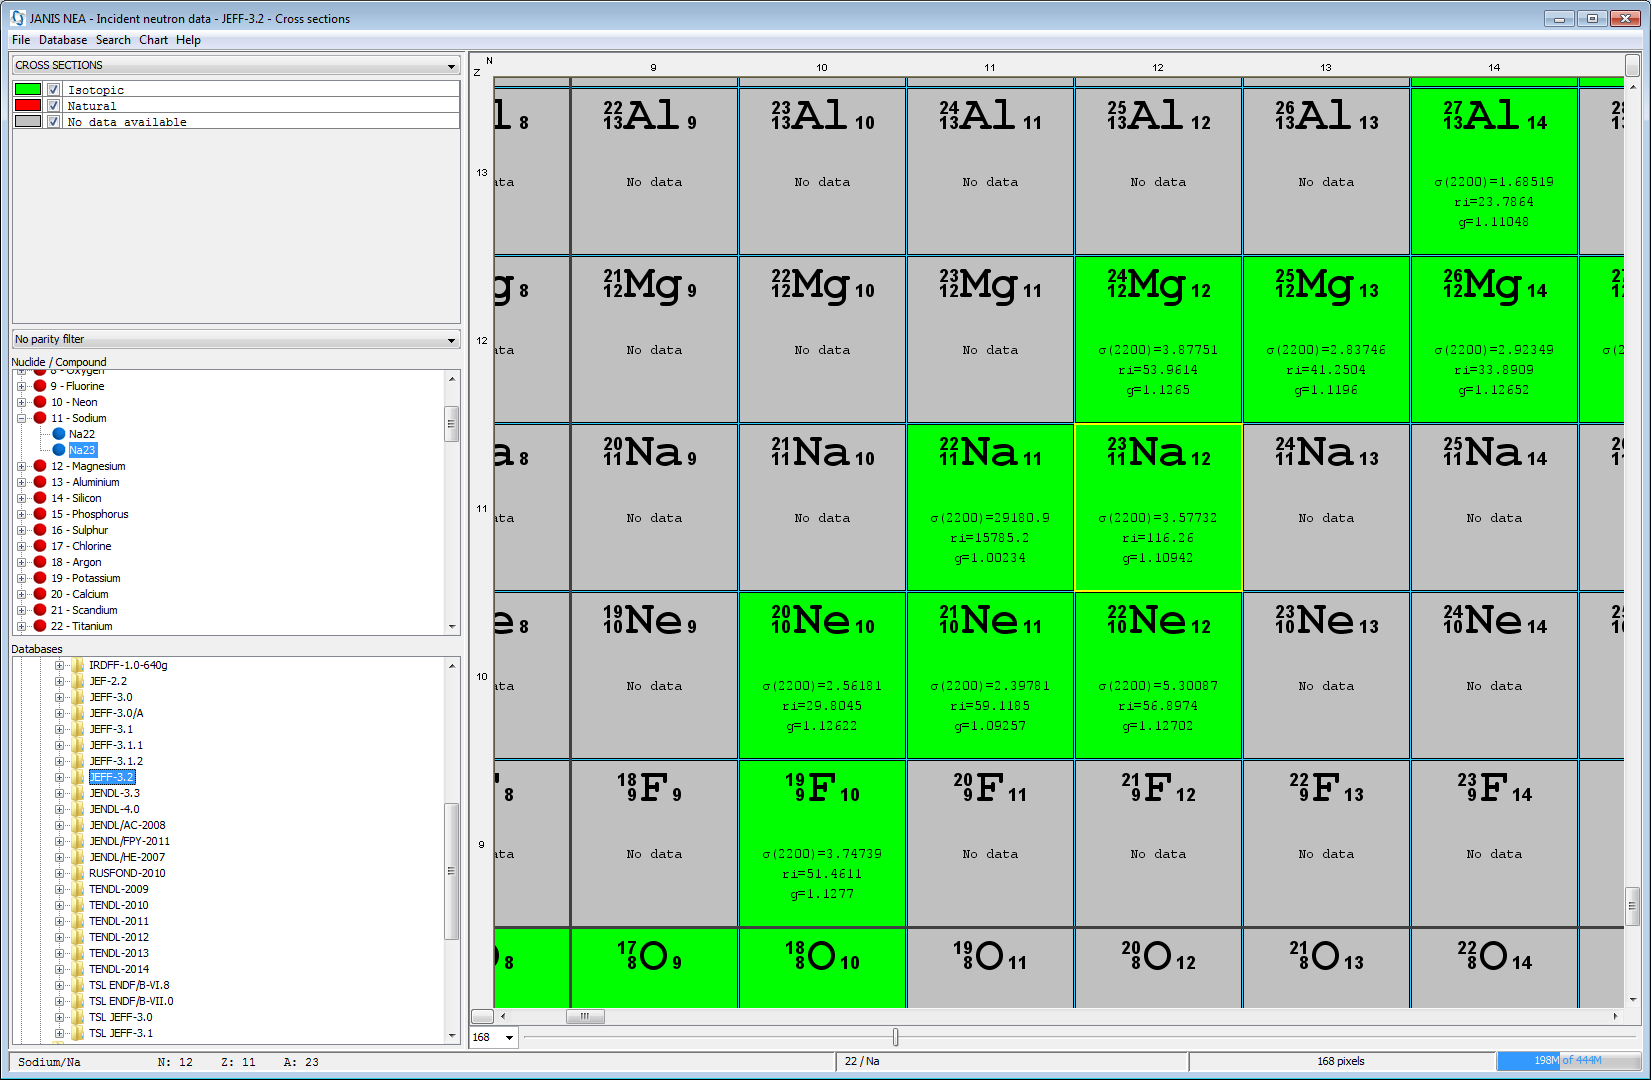 JANIS NEA - Incident neutron data - JEFF-3.2 - Cross sections
File Database Search Chart Help
CROSS SECTIONS
Isotopic
Natural
No data available
No parity filter
Nuclide / Compound
8 - Oxygen
9 - Fluorine
10 - Neon
11 - Sodium
Na22
Na23
12 - Magnesium
13 - Aluminium
14 - Silicon
15 - Phosphorus
16 - Sulphur
17 - Chlorine
18 - Argon
19 - Potassium
20 - Calcium
21 - Scandium
22 - Titanium
Databases
IRDFF-1.0-640g
JEF-2.2
JEFF-3.0
JEFF-3.0/A
JEFF-3.1
JEFF-3.1.1
JEFF-3.1.2
JEFF-3.2
JENDL-3.3
JENDL-4.0
JENDL/AC-2008
JENDL/FPY-2011
JENDL/HE-2007
RUSFOND-2010
TENDL-2009
TENDL-2010
TENDL-2011
TENDL-2012
TENDL-2013
TENDL-2014
TSL ENDF/B-VI.8
TSL ENDF/B-VII.0
TSL JEFF-3.0
TSL JEFF-3.1
N
Z
9 10 11 12 13 14
13
l 8 22 13 Al 9 23 13 Al 10 24 13 Al 11 25 13 Al 12 26 13 Al 13 27 13 Al 14 28
ata No data No data No data No data No data σ(2200)=1.68519
ri=23.7864
g=1.11048
12
g 8 21 12 Mg 9 22 12 Mg 10 23 12 Mg 11 24 12 Mg 12 25 12 Mg 13 26 12 Mg 14 27
ata No data No data No data σ(2200)=3.87751 σ(2200)=2.83746 σ(2200)=2.92349 σ(2
ri=53.9614 ri=41.2504 ri=33.8909
g=1.1265 g=1.1196 g=1.12652
11
a 8 20 11 Na 9 21 11 Na 10 22 11 Na 11 23 11 Na 12 24 11 Na 13 25 11 Na 14
ata No data No data σ(2200)=29180.9 σ(2200)=3.57732 No data No data
ri=15785.2 ri=116.26
g=1.00234 g=1.10942
10
e 8 19 10 Ne 9 20 10 Ne 10 21 10 Ne 11 22 10 Ne 12 23 10 Ne 13 24 10 Ne 14 25
ata No data σ(2200)=2.56181 σ(2200)=2.39781 σ(2200)=5.30087 No data No data
ri=29.8045 ri=59.1185 ri=56.8974
g=1.12622 g=1.09257 g=1.12702
9
8 18 9 F 9 19 9 F 10 20 9 F 11 21 9 F 12 22 9 F 13 23 9 F 14
ata No data σ(2200)=3.74739 No data No data No data No data
ri=51.4611
g=1.1277
8 17 8 O 9 18 8 O 10 19 8 O 11 20 8 O 12 21 8 O 13 22 8 O 14
168
Sodium/Na N: 12 Z: 11 A: 23 22 / Na 168 pixels 198M of 444M